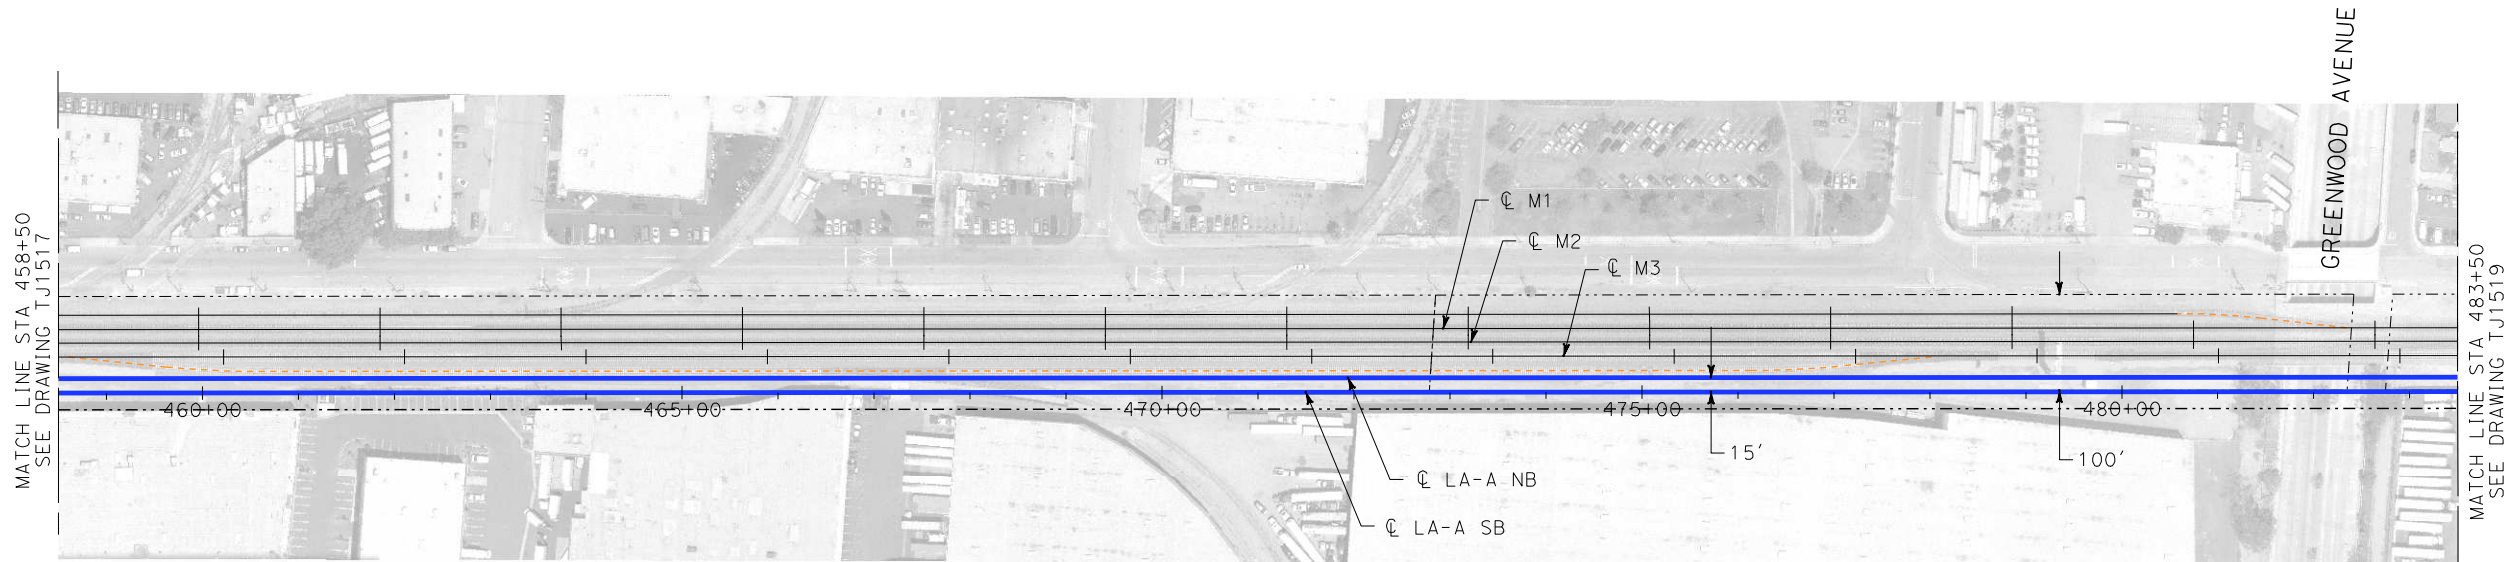 MATCH LINE STA 458+50
SEE DRAWING TJ1517
GREENWOOD AVENUE
℄ M1
℄ M2
℄ M3
460+00
465+00
470+00
475+00
480+00
15'
100'
℄ LA-A NB
℄ LA-A SB
MATCH LINE STA 483+50
SEE DRAWING TJ1519